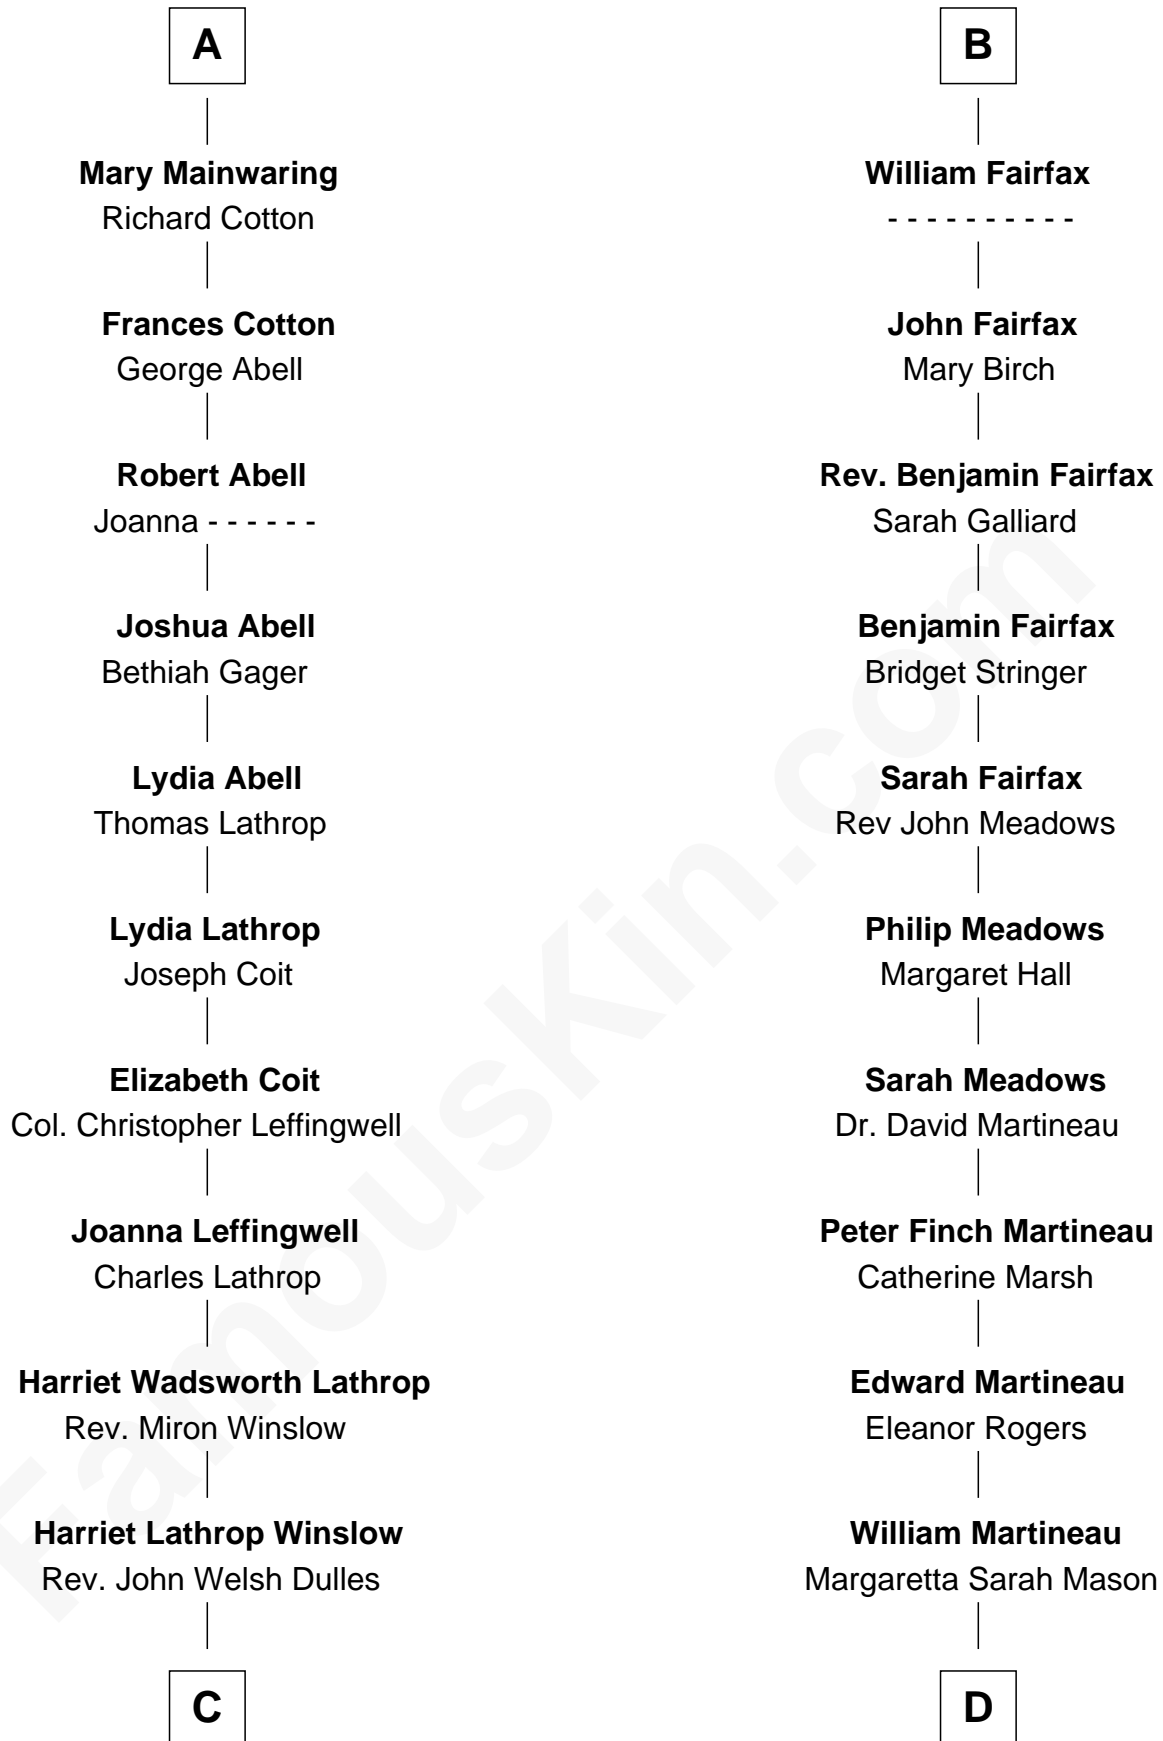 A
Mary Mainwaring
Richard Cotton
Frances Cotton
George Abell
Robert Abell
Joanna - - - - - -
Joshua Abell
Bethiah Gager
Lydia Abell
Thomas Lathrop
Lydia Lathrop
Joseph Coit
Elizabeth Coit
Col. Christopher Leffingwell
Joanna Leffingwell
Charles Lathrop
Harriet Wadsworth Lathrop
Rev. Miron Winslow
Harriet Lathrop Winslow
Rev. John Welsh Dulles
C
B
William Fairfax
- - - - - - - - - -
John Fairfax
Mary Birch
Rev. Benjamin Fairfax
Sarah Galliard
Benjamin Fairfax
Bridget Stringer
Sarah Fairfax
Rev John Meadows
Philip Meadows
Margaret Hall
Sarah Meadows
Dr. David Martineau
Peter Finch Martineau
Catherine Marsh
Edward Martineau
Eleanor Rogers
William Martineau
Margaretta Sarah Mason
D
FamousKin.com